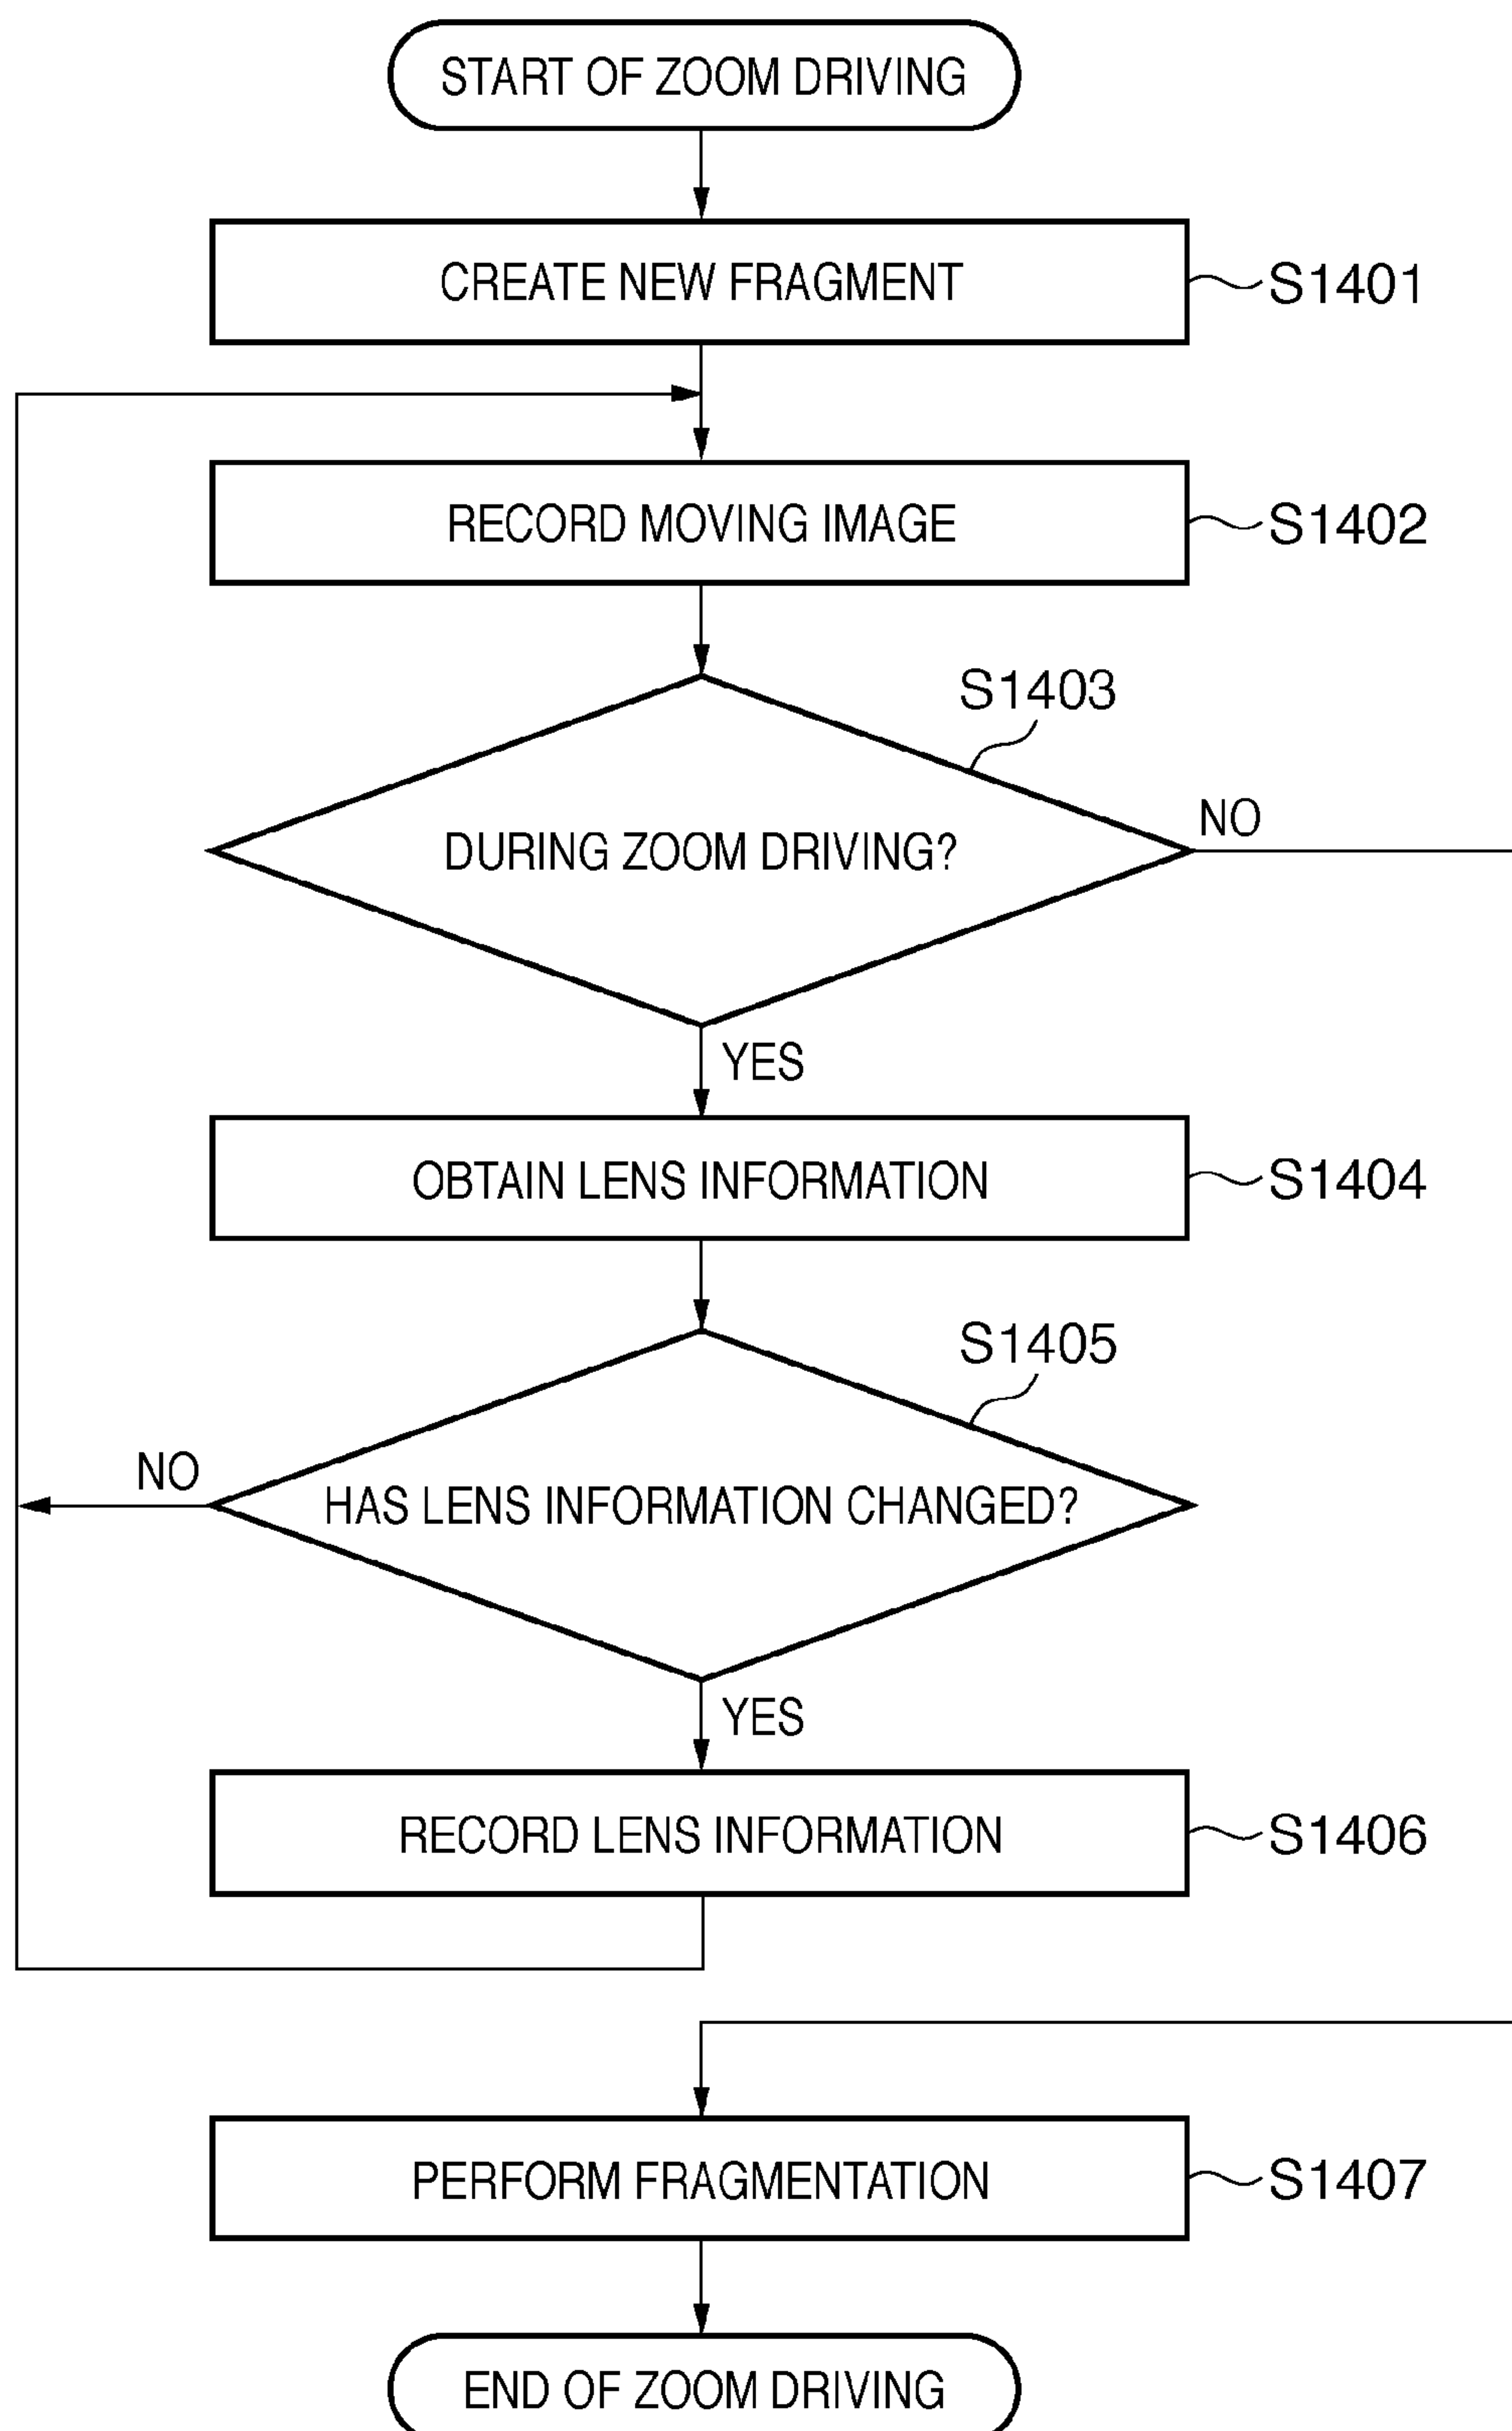 START OF ZOOM DRIVING
CREATE NEW FRAGMENT
S1401
RECORD MOVING IMAGE
S1402
S1403
DURING ZOOM DRIVING?
NO
YES
OBTAIN LENS INFORMATION
S1404
S1405
HAS LENS INFORMATION CHANGED?
NO
YES
RECORD LENS INFORMATION
S1406
PERFORM FRAGMENTATION
S1407
END OF ZOOM DRIVING